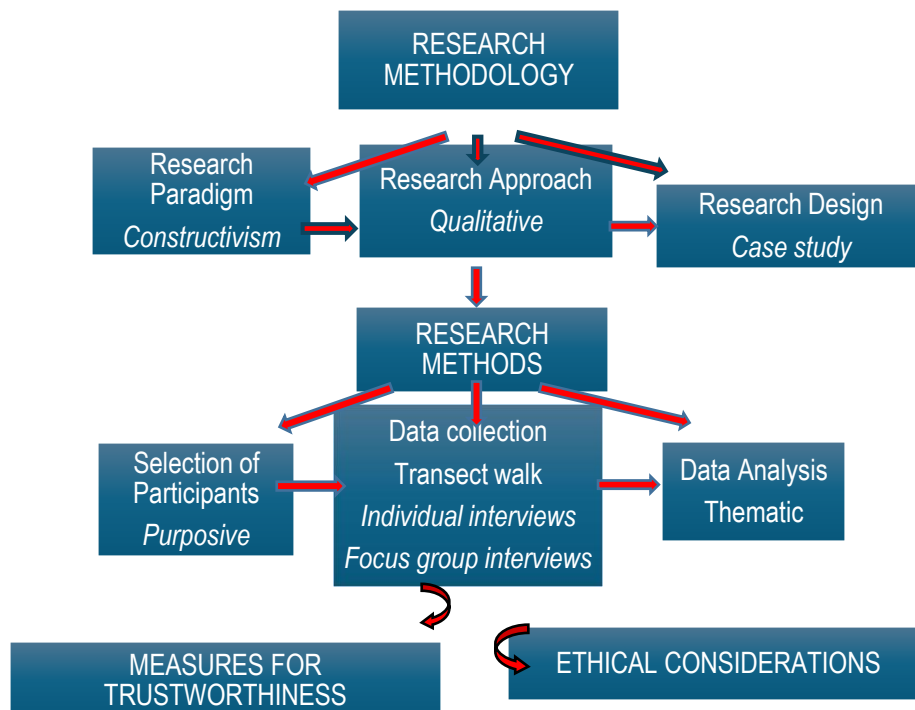 RESEARCH
METHODOLOGY
Research
Paradigm
Constructivism
Research Approach
Qualitative
Research Design
Case study
RESEARCH
METHODS
Selection of
Participants
Purposive
Data collection
Transect walk
Individual interviews
Focus group interviews
Data Analysis
Thematic
MEASURES FOR
TRUSTWORTHINESS
ETHICAL CONSIDERATIONS